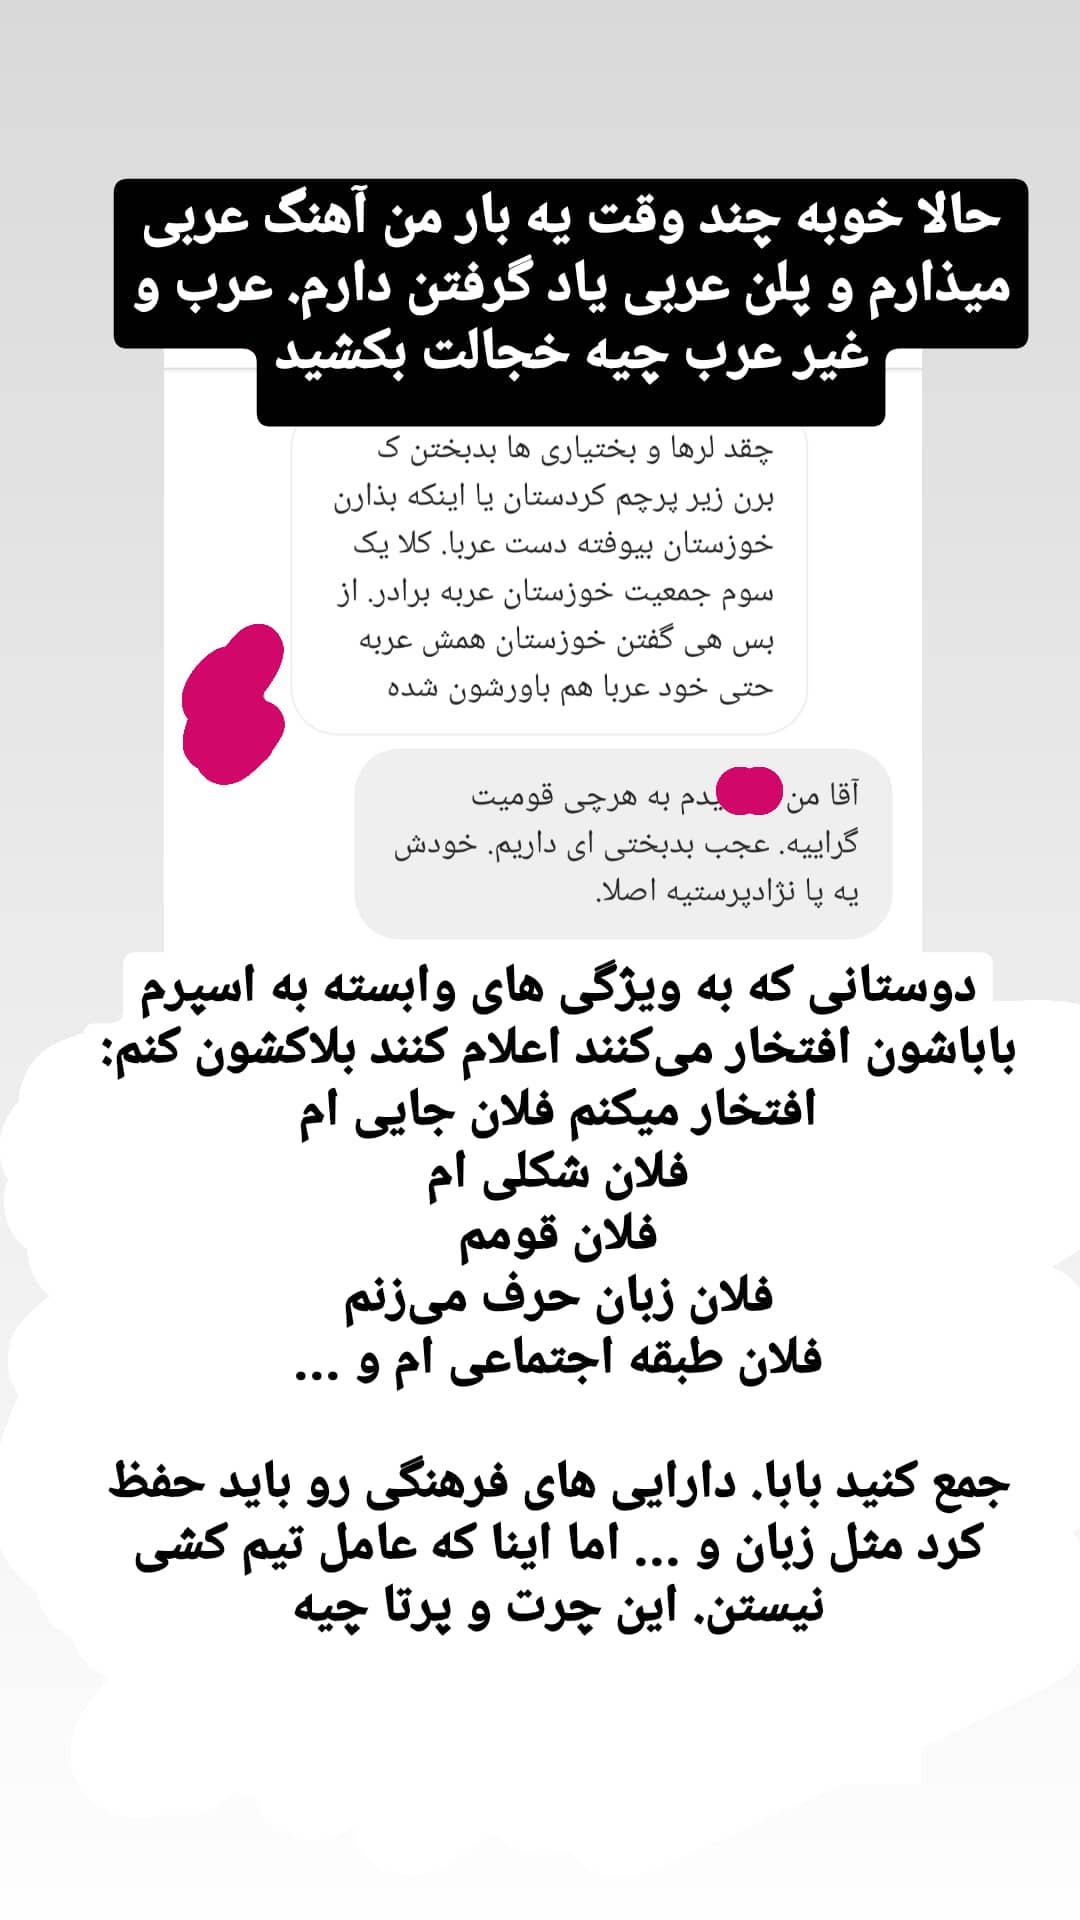 حالا خوبه چند وقت یه بار من آهنگ عربی
میذارم و پلن عربی یاد گرفتن دارم. عرب و
غیر عرب چیه خجالت بکشید
چقد لرها و بختیاری ها بدبختن ک
برن زیر پرچم کردستان یا اینکه بذارن
خوزستان بیوفته دست عربا. کلا یک
سوم جمعیت خوزستان عربه برادر. از
بس هی گفتن خوزستان همش عربه
حتی خود عربا هم باورشون شده
آقا من یدم به هرچی قومیت
گراییه. عجب بدبختی ای داریم. خودش
یه پا نژادپرستیه اصلا.
دوستانی که به ویژگی های وابسته به اسپرم
باباشون افتخار می‌کنند اعلام کنند بلاکشون کنم:
افتخار میکنم فلان جایی ام
فلان شکلی ام
فلان قومم
فلان زبان حرف می‌زنم
فلان طبقه اجتماعی ام و ...
جمع کنید بابا. دارایی های فرهنگی رو باید حفظ
کرد مثل زبان و ... اما اینا که عامل تیم کشی
نیستن. این چرت و پرتا چیه